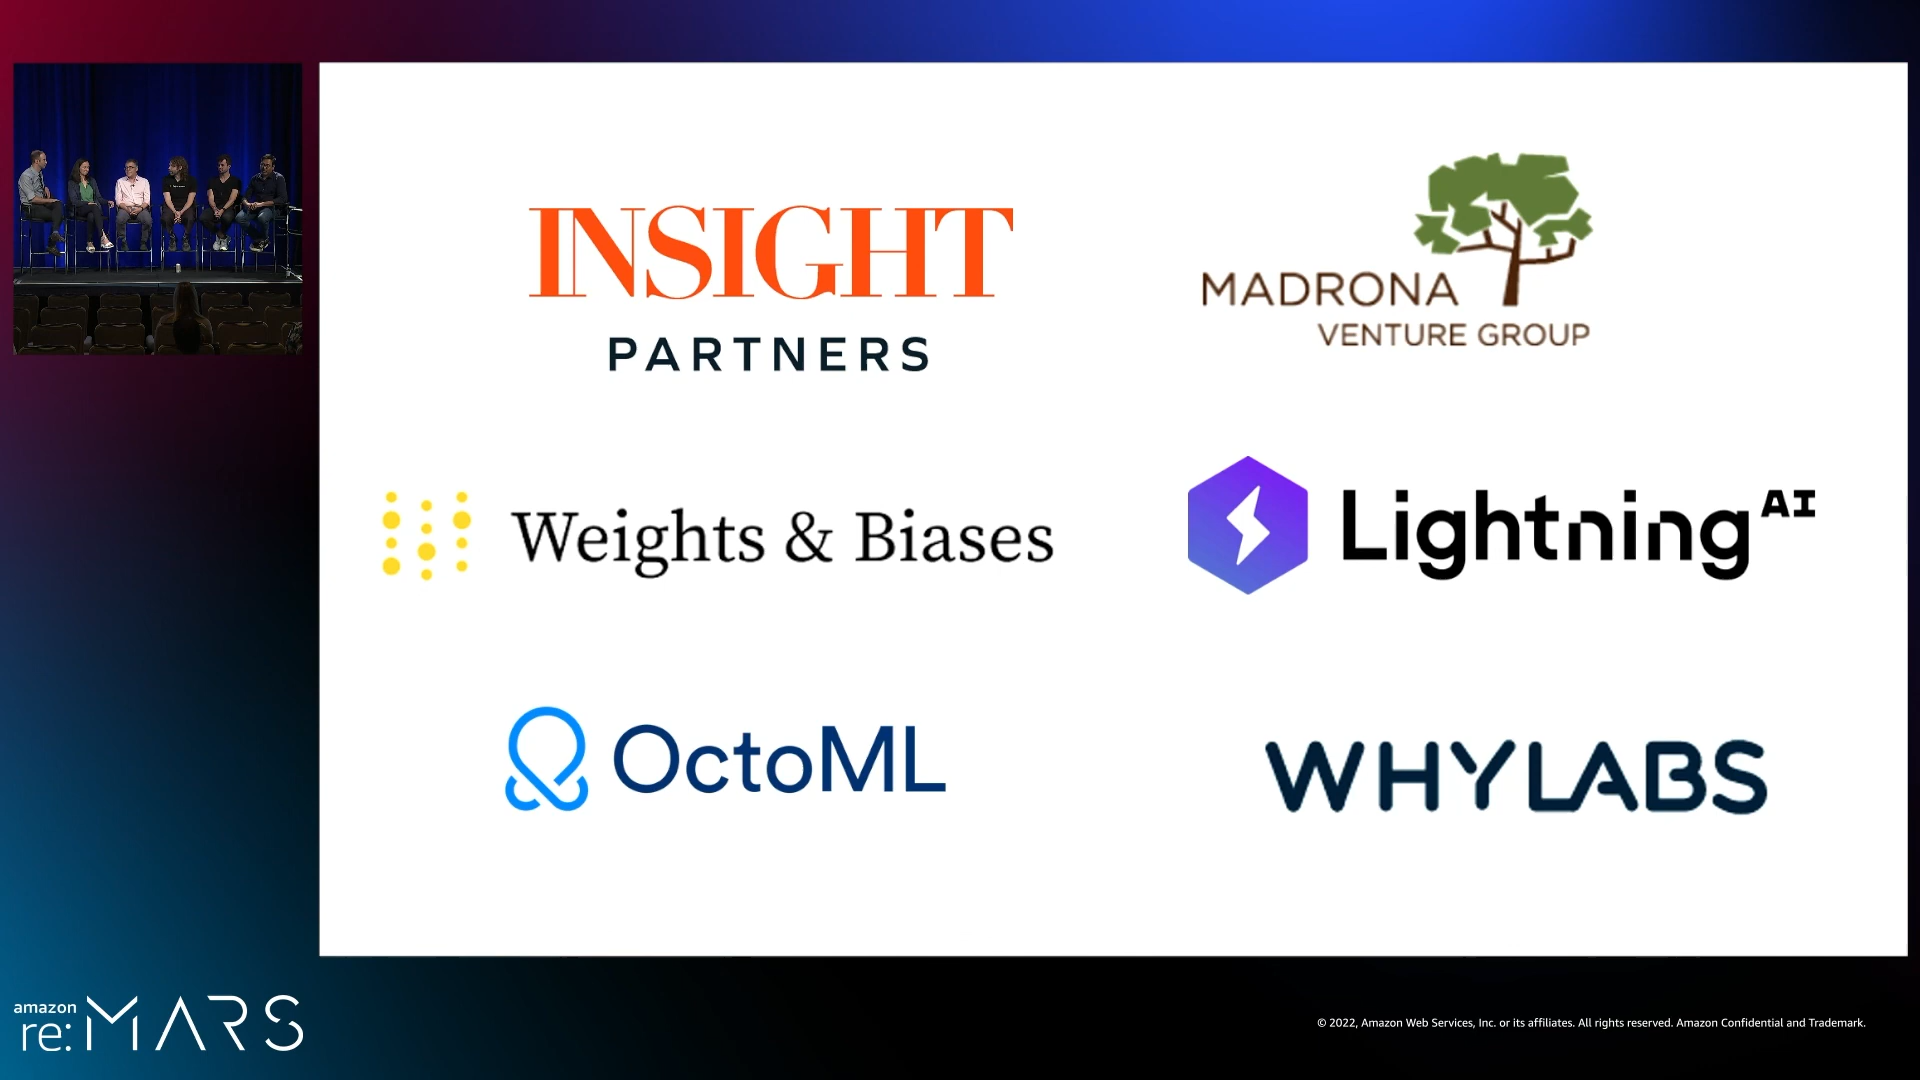 INSIGHT
PARTNERS
MADRONA
VENTURE GROUP
Weights & Biases
Lightning AI
OctoML
WHYLABS
amazon
re:MARS
© 2022, Amazon Web Services, Inc. or its affiliates. All rights reserved. Amazon Confidential and Trademark.